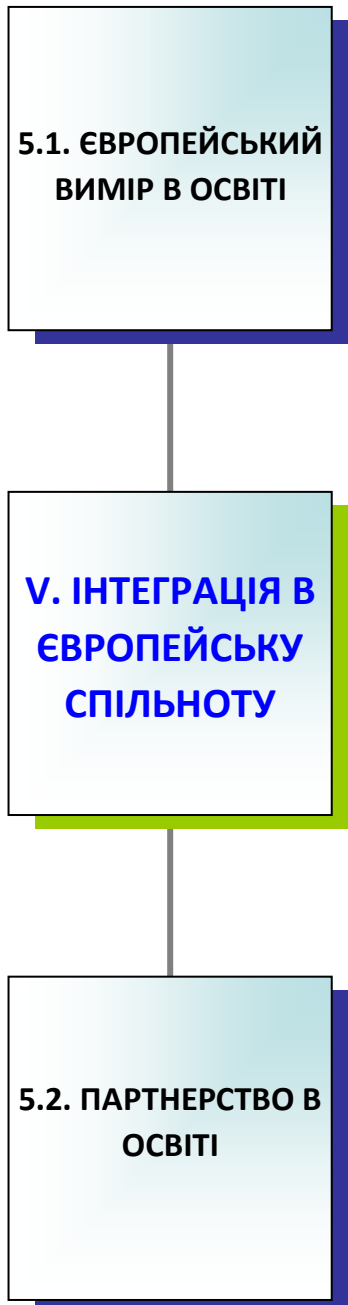 5.1. ЄВРОПЕЙСЬКИЙ
ВИМІР В ОСВІТІ
V. ІНТЕГРАЦІЯ В
ЄВРОПЕЙСЬКУ
СПІЛЬНОТУ
5.2. ПАРТНЕРСТВО В
ОСВІТІ